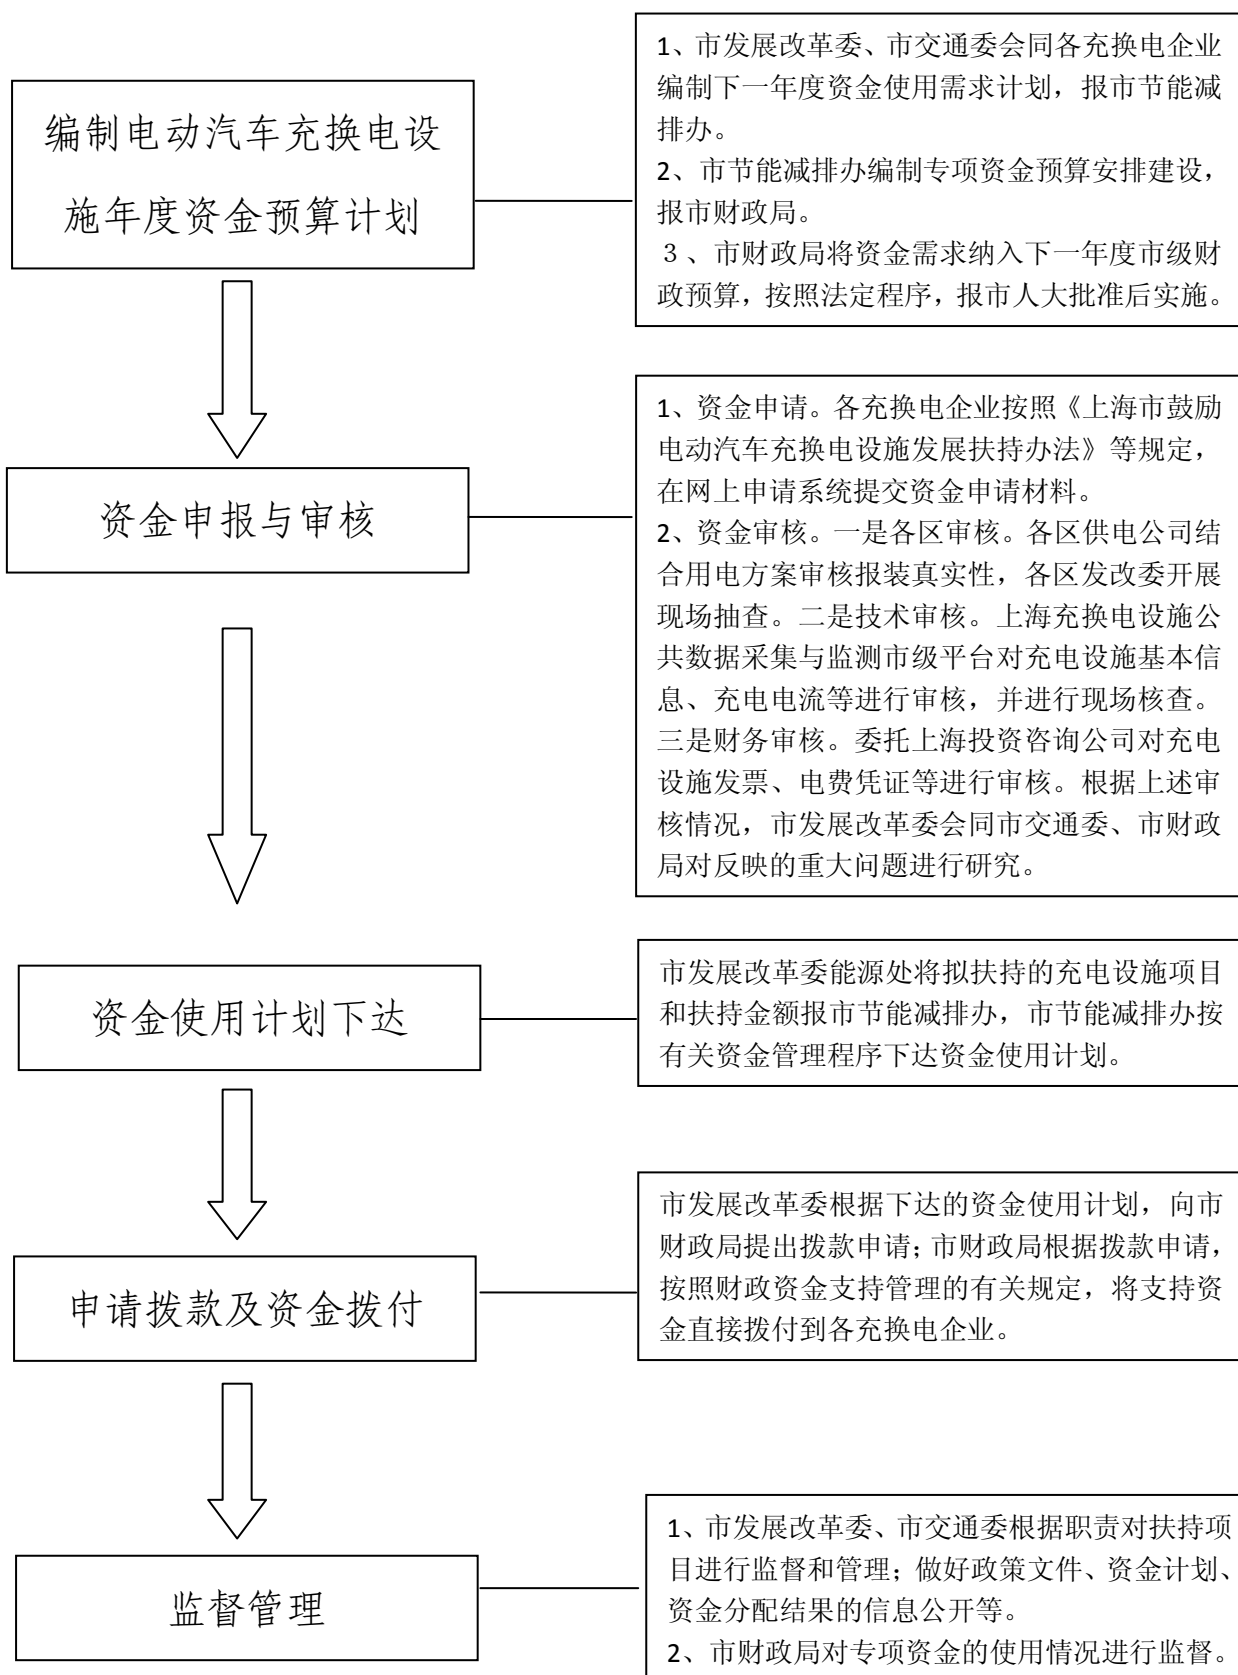 编制电动汽车充换电设
施年度资金预算计划
1、市发展改革委、市交通委会同各充换电企业
编制下一年度资金使用需求计划，报市节能减
排办。
2、市节能减排办编制专项资金预算安排建设，
报市财政局。
３、市财政局将资金需求纳入下一年度市级财
政预算，按照法定程序，报市人大批准后实施。
资金申报与审核
1、资金申请。各充换电企业按照《上海市鼓励
电动汽车充换电设施发展扶持办法》等规定，
在网上申请系统提交资金申请材料。
2、资金审核。一是各区审核。各区供电公司结
合用电方案审核报装真实性，各区发改委开展
现场抽查。二是技术审核。上海充换电设施公
共数据采集与监测市级平台对充电设施基本信
息、充电电流等进行审核，并进行现场核查。
三是财务审核。委托上海投资咨询公司对充电
设施发票、电费凭证等进行审核。根据上述审
核情况，市发展改革委会同市交通委、市财政
局对反映的重大问题进行研究。
资金使用计划下达
市发展改革委能源处将拟扶持的充电设施项目
和扶持金额报市节能减排办，市节能减排办按
有关资金管理程序下达资金使用计划。
申请拨款及资金拨付
市发展改革委根据下达的资金使用计划，向市
财政局提出拨款申请；市财政局根据拨款申请，
按照财政资金支持管理的有关规定，将支持资
金直接拨付到各充换电企业。
监督管理
1、市发展改革委、市交通委根据职责对扶持项
目进行监督和管理；做好政策文件、资金计划、
资金分配结果的信息公开等。
2、市财政局对专项资金的使用情况进行监督。